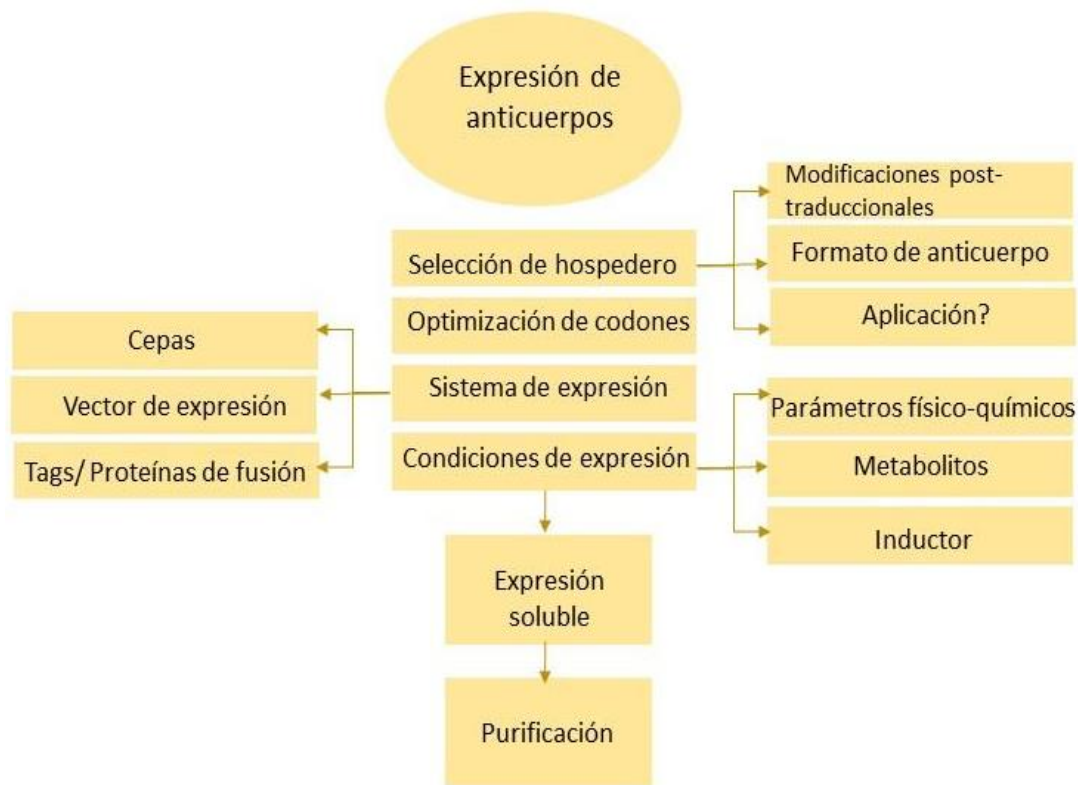 Expresión de
anticuerpos
Modificaciones post-
traduccionales
Selección de hospedero
Formato de anticuerpo
Optimización de codones
Aplicación?
Cepas
Sistema de expresión
Vector de expresión
Parámetros físico-químicos
Tags/ Proteínas de fusión
Condiciones de expresión
Metabolitos
Inductor
Expresión
soluble
Purificación